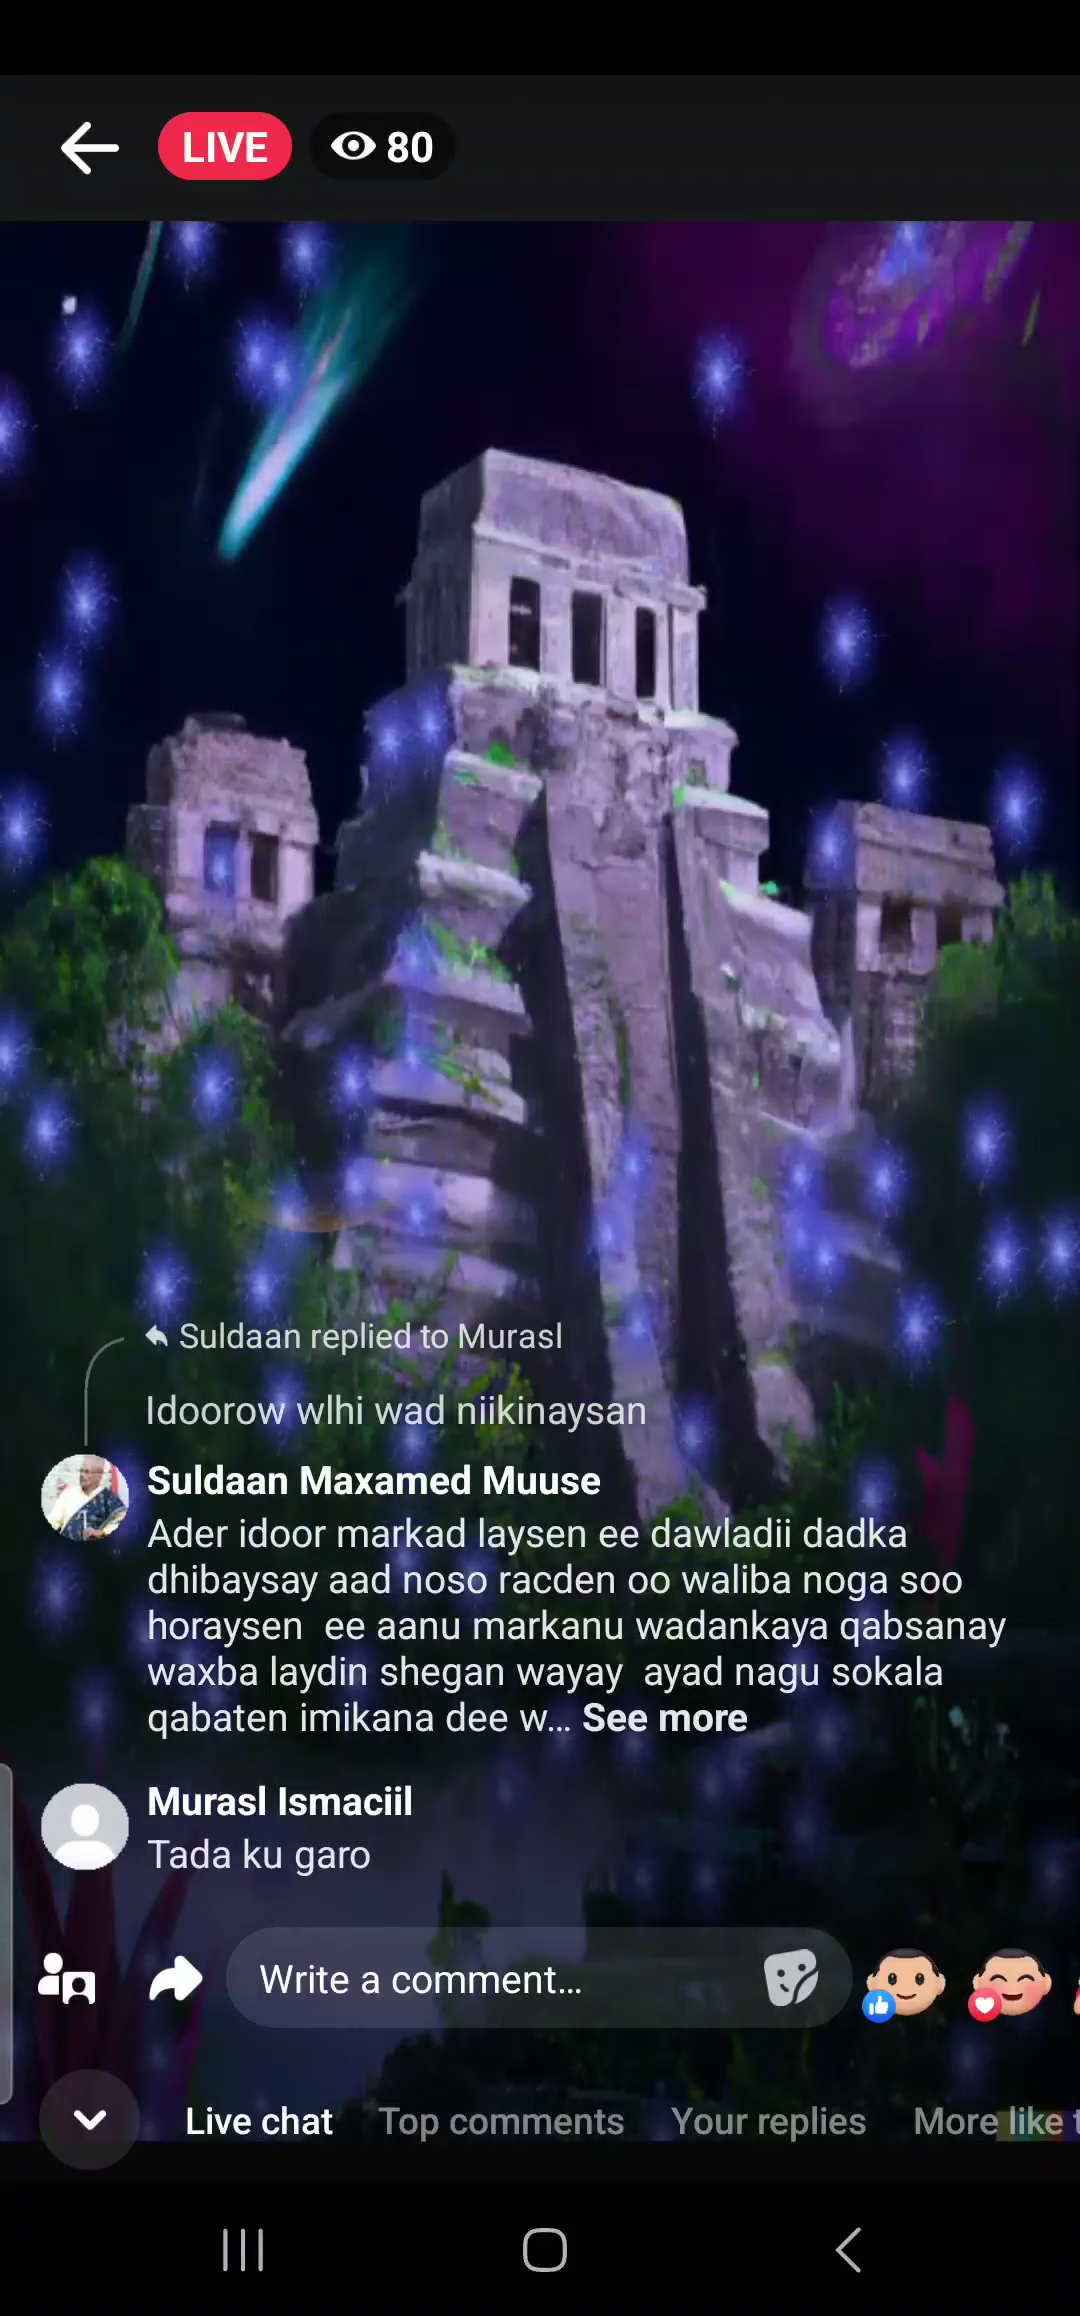 LIVE
80
Suldaan replied to Murasl
Idoorow wlhi wad niikinaysan
Suldaan Maxamed Muuse
Ader idoor markad laysen ee dawladii dadka
dhibaysay aad noso racden oo waliba noga soo
horaysen ee aanu markanu wadankaya qabsanay
waxba laydin shegan wayay ayad nagu sokala
qabaten imikana dee w... See more
Murasl Ismaciil
Tada ku garo
Write a comment...
Live chat
Top comments
Your replies
More like t